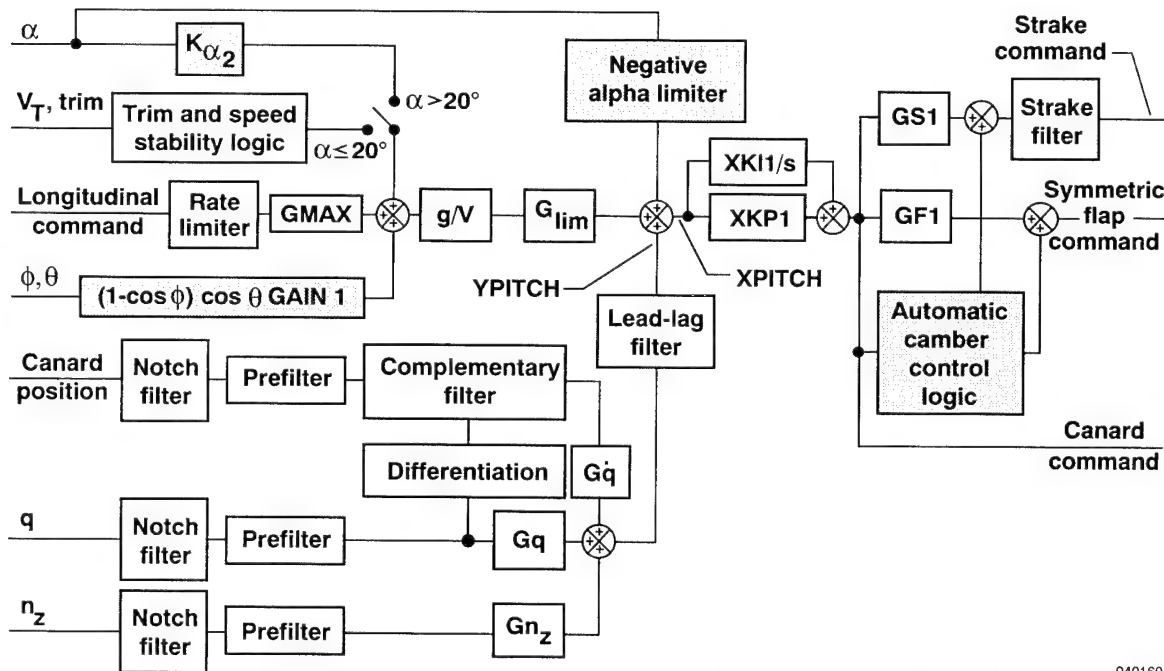 α
Kα2
Negative
alpha limiter
α>20°
α≤20°
VT, trim
Trim and speed
stability logic
Longitudinal
command
Rate
limiter
GMAX
g/V
Glim
ϕ,θ
(1-cos ϕ) cos θ GAIN 1
YPITCH
XPITCH
XKI1/s
XKP1
Lead-lag
filter
GS1
Strake
filter
Strake
command
GF1
Symmetric
flap
command
Automatic
camber
control
logic
Canard
command
Canard
position
Notch
filter
Prefilter
Complementary
filter
Differentiation
Gq̇
q
Notch
filter
Prefilter
Gq
nz
Notch
filter
Prefilter
Gnz